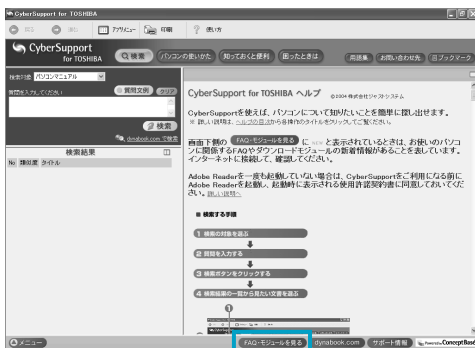 CyberSupport for TOSHIBA
戻る 進む アクセスバー 印刷 ? 使い方
CyberSupport
for TOSHIBA
検索 パソコンの使いかた 知っておくと便利 困ったときは 用語集 お問い合わせ先 ブックマーク
検索対象 パソコンマニュアル
質問を入力してください 質問文例 クリア
検索
dynabook.com で検索
検索結果
No 類似度 タイトル
CyberSupport for TOSHIBA ヘルプ ©2004 株式会社ジャストシステム
CyberSupportを使えば、パソコンについて知りたいことを簡単に探し出せます。
※ 詳しい説明は、ヘルプの目次から各操作のタイトルをクリックしてご覧ください。
画面下側の FAQ・モジュールを見る に NEW と表示されているときは、お使いのパソコ
ンに関係するFAQやダウンロードモジュールの新着情報があることを表しています。
インターネットに接続して、確認してください。
Adobe Readerを一度も起動していない場合は、CyberSupportをご利用になる前に
Adobe Readerを起動し、起動時に表示される使用許諾契約書に同意しておいてくだ
さい。詳しい説明へ
■ 検索する手順
1 検索の対象を選ぶ
2 質問を入力する
3 検索ボタンをクリックする
4 検索結果の一覧から見たい文書を選ぶ
1
メニュー FAQ・モジュールを見る dynabook.com サポート情報 Powered by ConceptBase